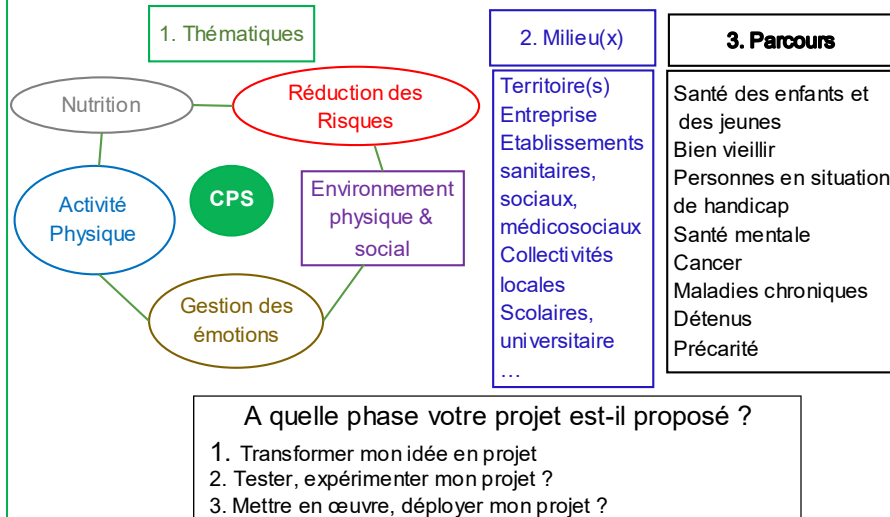 1. Thématiques
Nutrition
Réduction des
Risques
Activité
Physique
CPS
Environnement
physique &
social
Gestion des
émotions
2. Milieu(x)
Territoire(s)
Entreprise
Etablissements
sanitaires,
sociaux,
médicosociaux
Collectivités
locales
Scolaires,
universitaire
…
3. Parcours
Santé des enfants et
des jeunes
Bien vieillir
Personnes en situation
de handicap
Santé mentale
Cancer
Maladies chroniques
Détenus
Précarité
A quelle phase votre projet est-il proposé ?
1. Transformer mon idée en projet
2. Tester, expérimenter mon projet ?
3. Mettre en œuvre, déployer mon projet ?